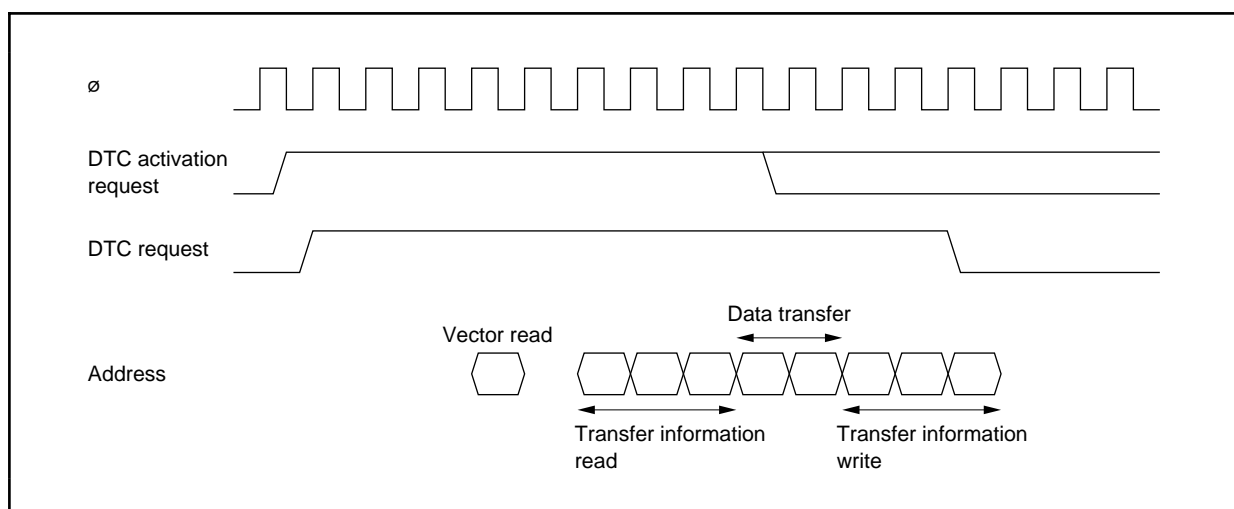 ø
DTC activation
request
DTC request
Data transfer
Vector read
Address
Transfer information
read
Transfer information
write